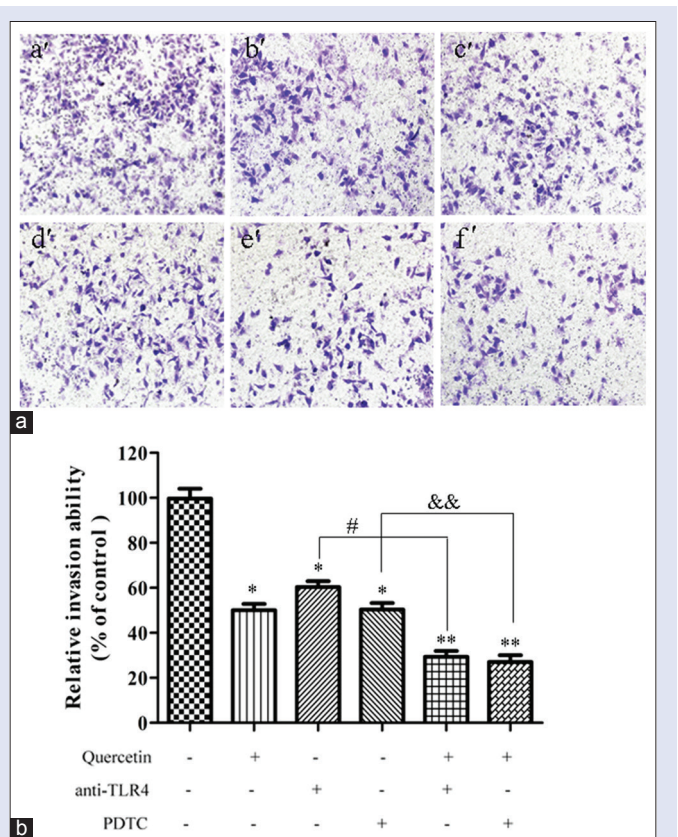 a' b' c'
d' e' f'
a
120
100
80
60
40
20
0
Relative invasion ability
(% of control )
* * * ** **
# &&
Quercetin - + - - + +
anti-TLR4 - - + - + -
PDTC - - - + - +
b